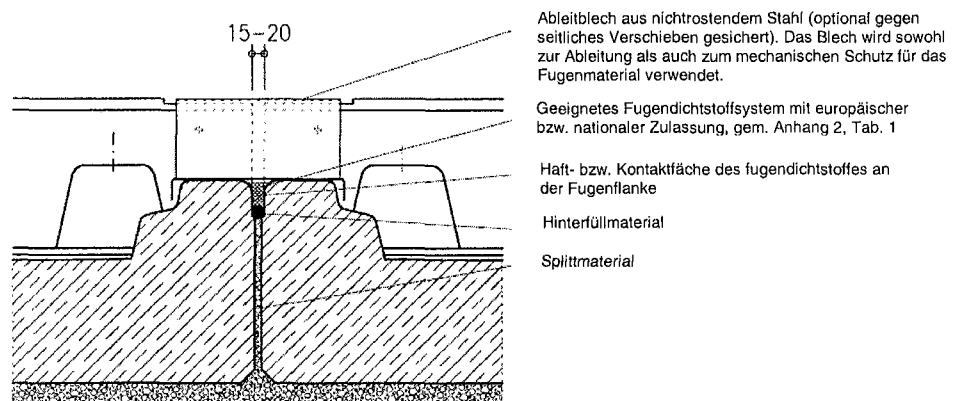 15-20
Ableitblech aus nichtrostendem Stahl (optional gegen
seitliches Verschieben gesichert). Das Blech wird sowohl
zur Ableitung als auch zum mechanischen Schutz für das
Fugenmaterial verwendet.
Geeignetes Fugendichtstoffsystem mit europäischer
bzw. nationaler Zulassung, gem. Anhang 2, Tab. 1
Haft- bzw. Kontaktfäche des fugendichtstoffes an
der Fugenflanke
Hinterfüllmaterial
Splittmaterial